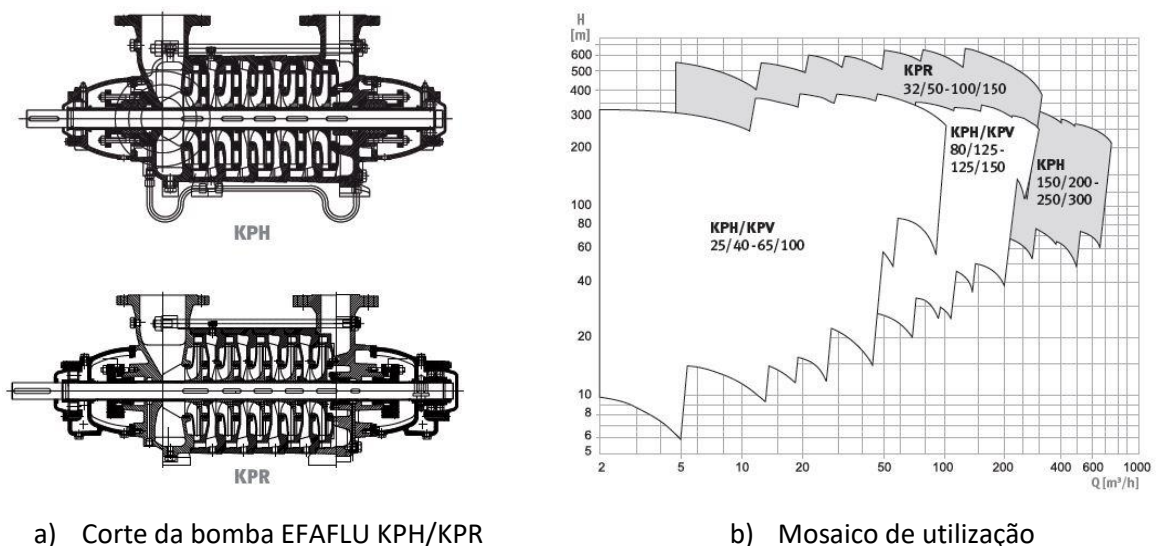 KPH
KPR
H
[m]
600
500
400
300
200
100
80
60
40
20
10
8
6
5
KPR
32/50-100/150
KPH/KPV
80/125-
125/150
KPH
150/200-
250/300
KPH/KPV
25/40-65/100
2 5 10 20 50 100 200 400 600 1000
Q [m³/h]
a) Corte da bomba EFAFLU KPH/KPR
b) Mosaico de utilização